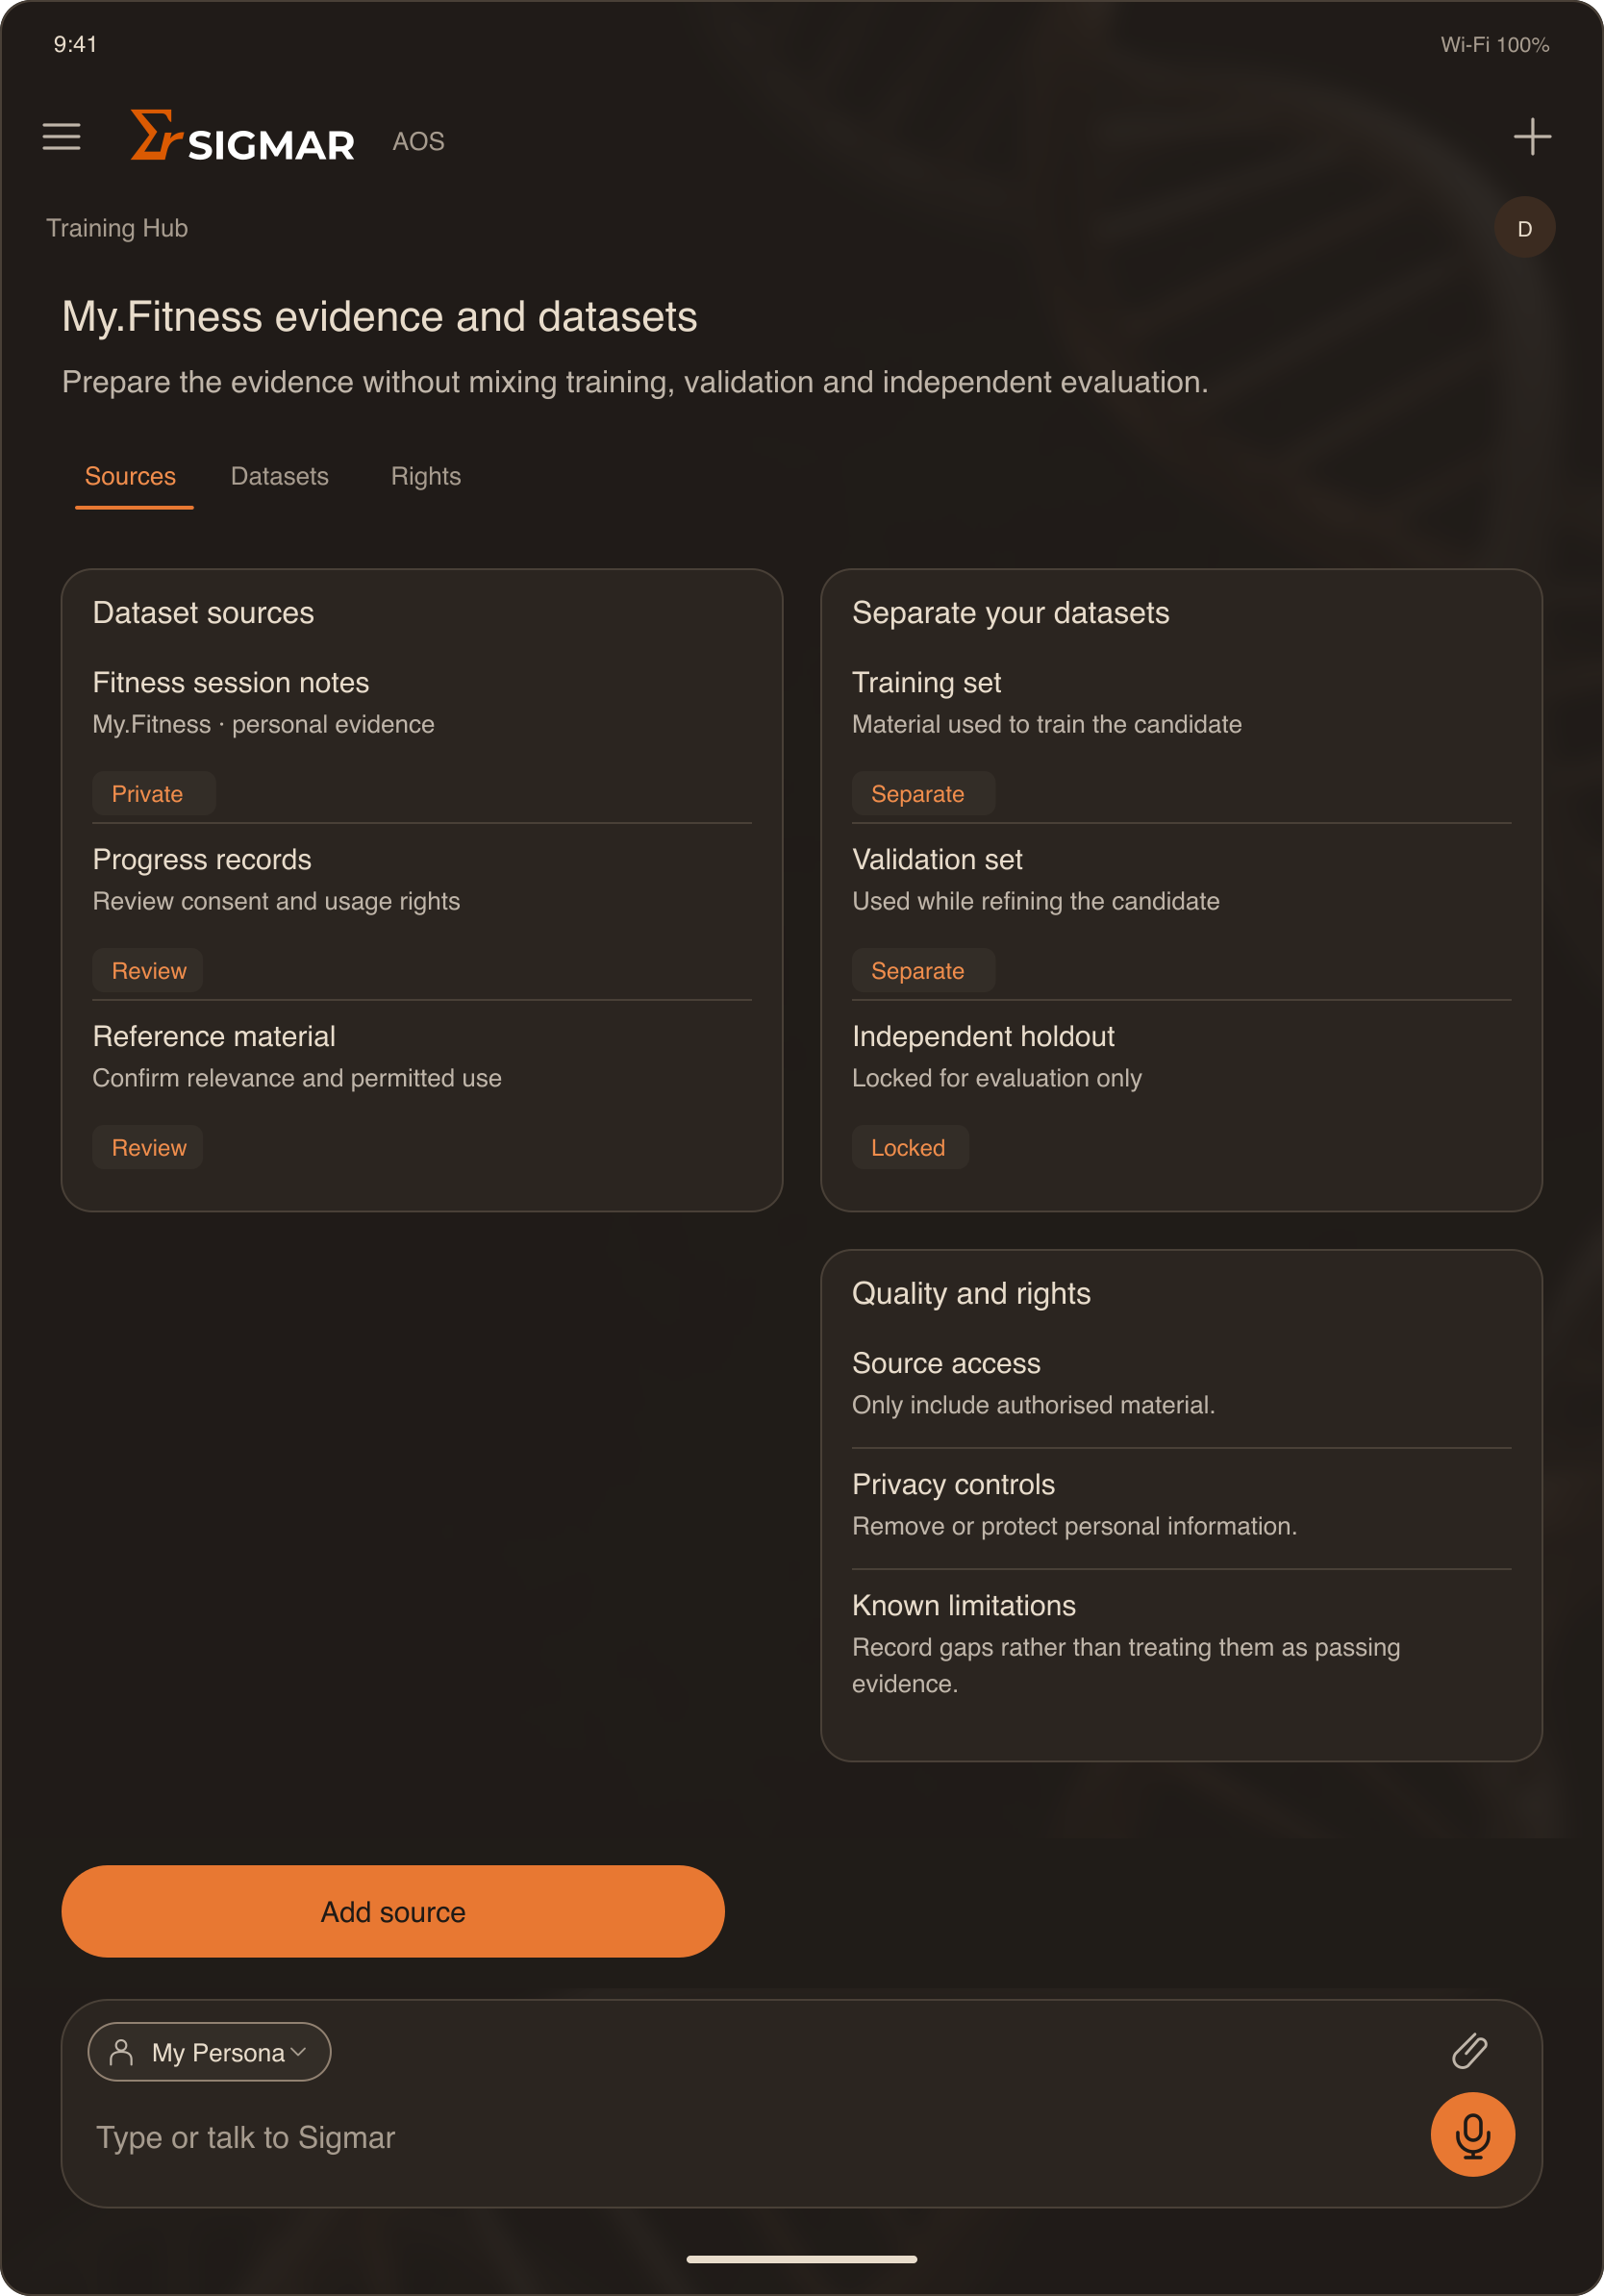 9:41
Wi-Fi 100%
Σr SIGMAR AOS
Training Hub
D
My.Fitness evidence and datasets
Prepare the evidence without mixing training, validation and independent evaluation.
Sources
Datasets
Rights
Dataset sources
Fitness session notes
My.Fitness · personal evidence
Private
Progress records
Review consent and usage rights
Review
Reference material
Confirm relevance and permitted use
Review
Separate your datasets
Training set
Material used to train the candidate
Separate
Validation set
Used while refining the candidate
Separate
Independent holdout
Locked for evaluation only
Locked
Quality and rights
Source access
Only include authorised material.
Privacy controls
Remove or protect personal information.
Known limitations
Record gaps rather than treating them as passing
evidence.
Add source
My Persona
Type or talk to Sigmar